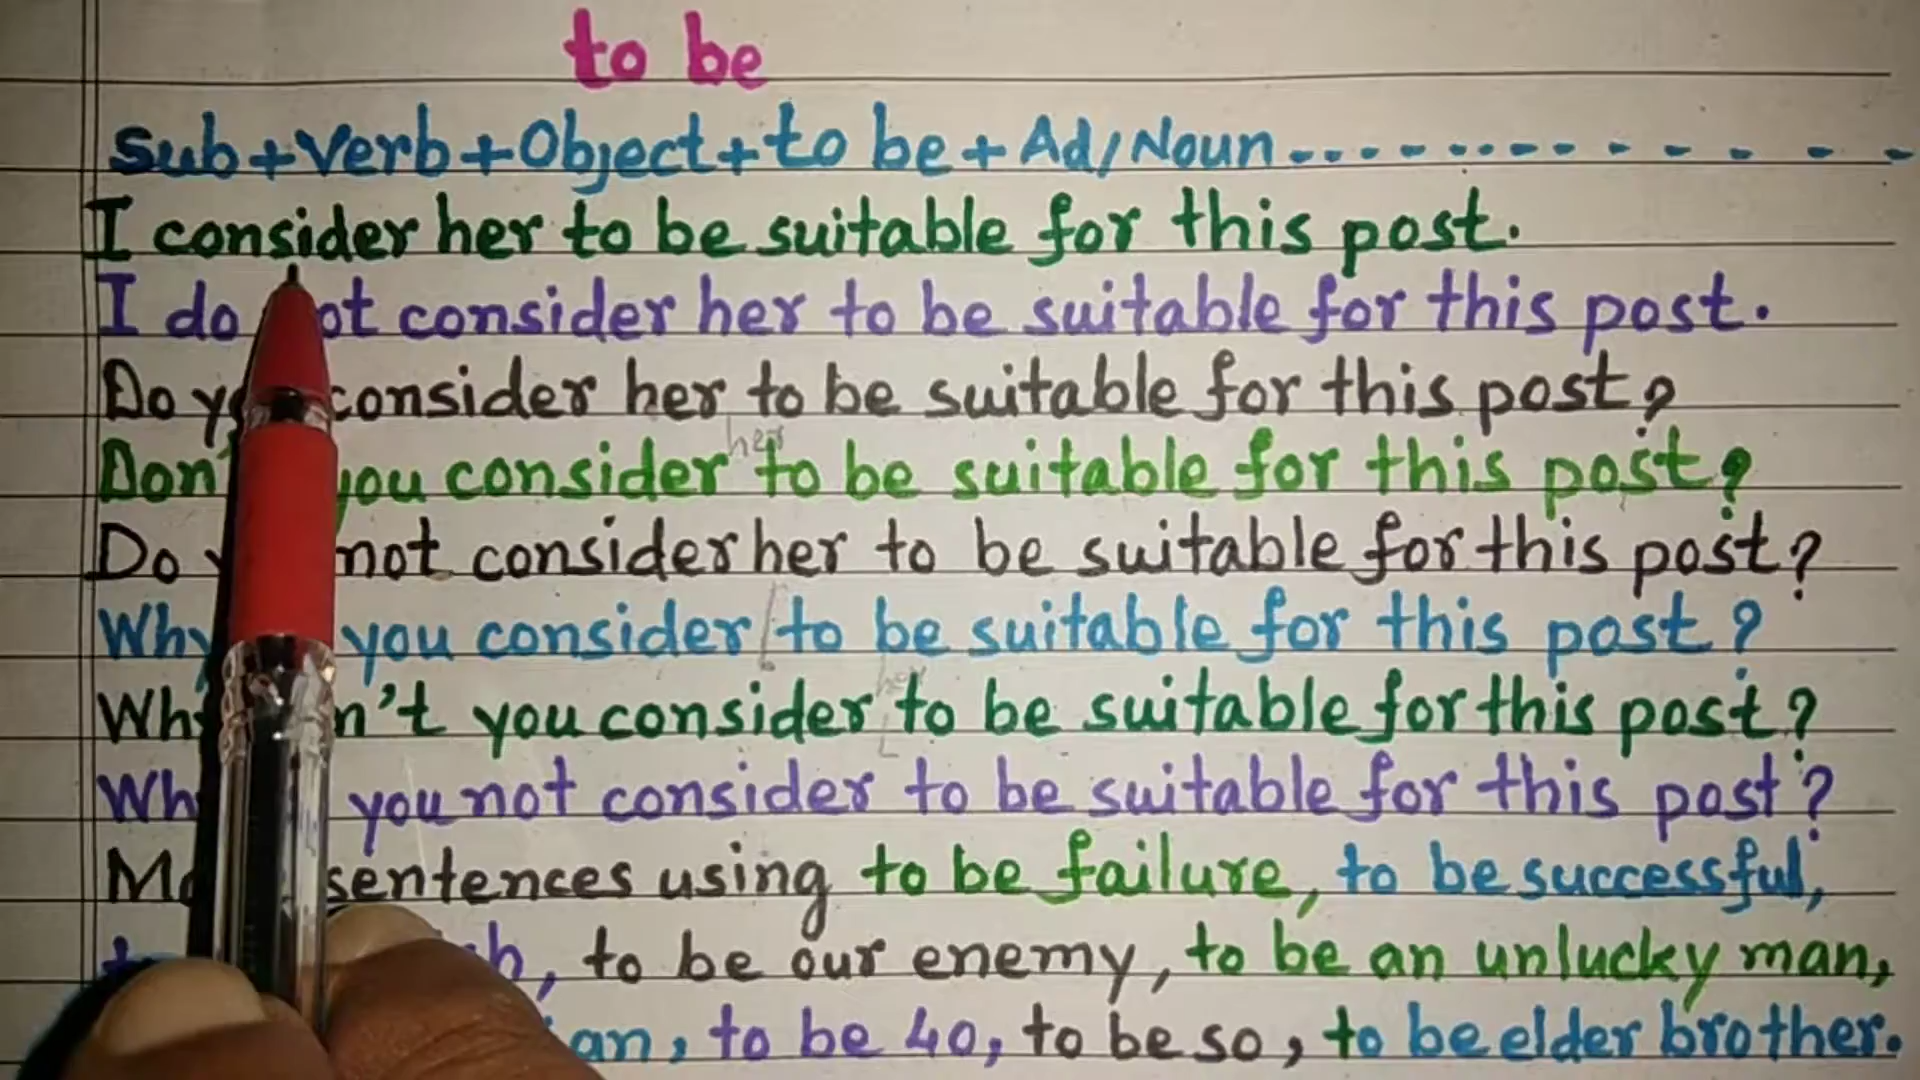 to be
Sub+Verb+Object+to be+Ad/Noun
I consider her to be suitable for this post.
I do not consider her to be suitable for this post.
Do you consider her to be suitable for this post?
her
Don't you consider to be suitable for this post?
Do not consider her to be suitable for this post?
Why you consider to be suitable for this post?
her
n't you consider to be suitable for this post?
you not consider to be suitable for this post?
sentences using to be failure, to be successful,
to be our enemy, to be an unlucky man,
to be 40, to be so, to be elder brother.